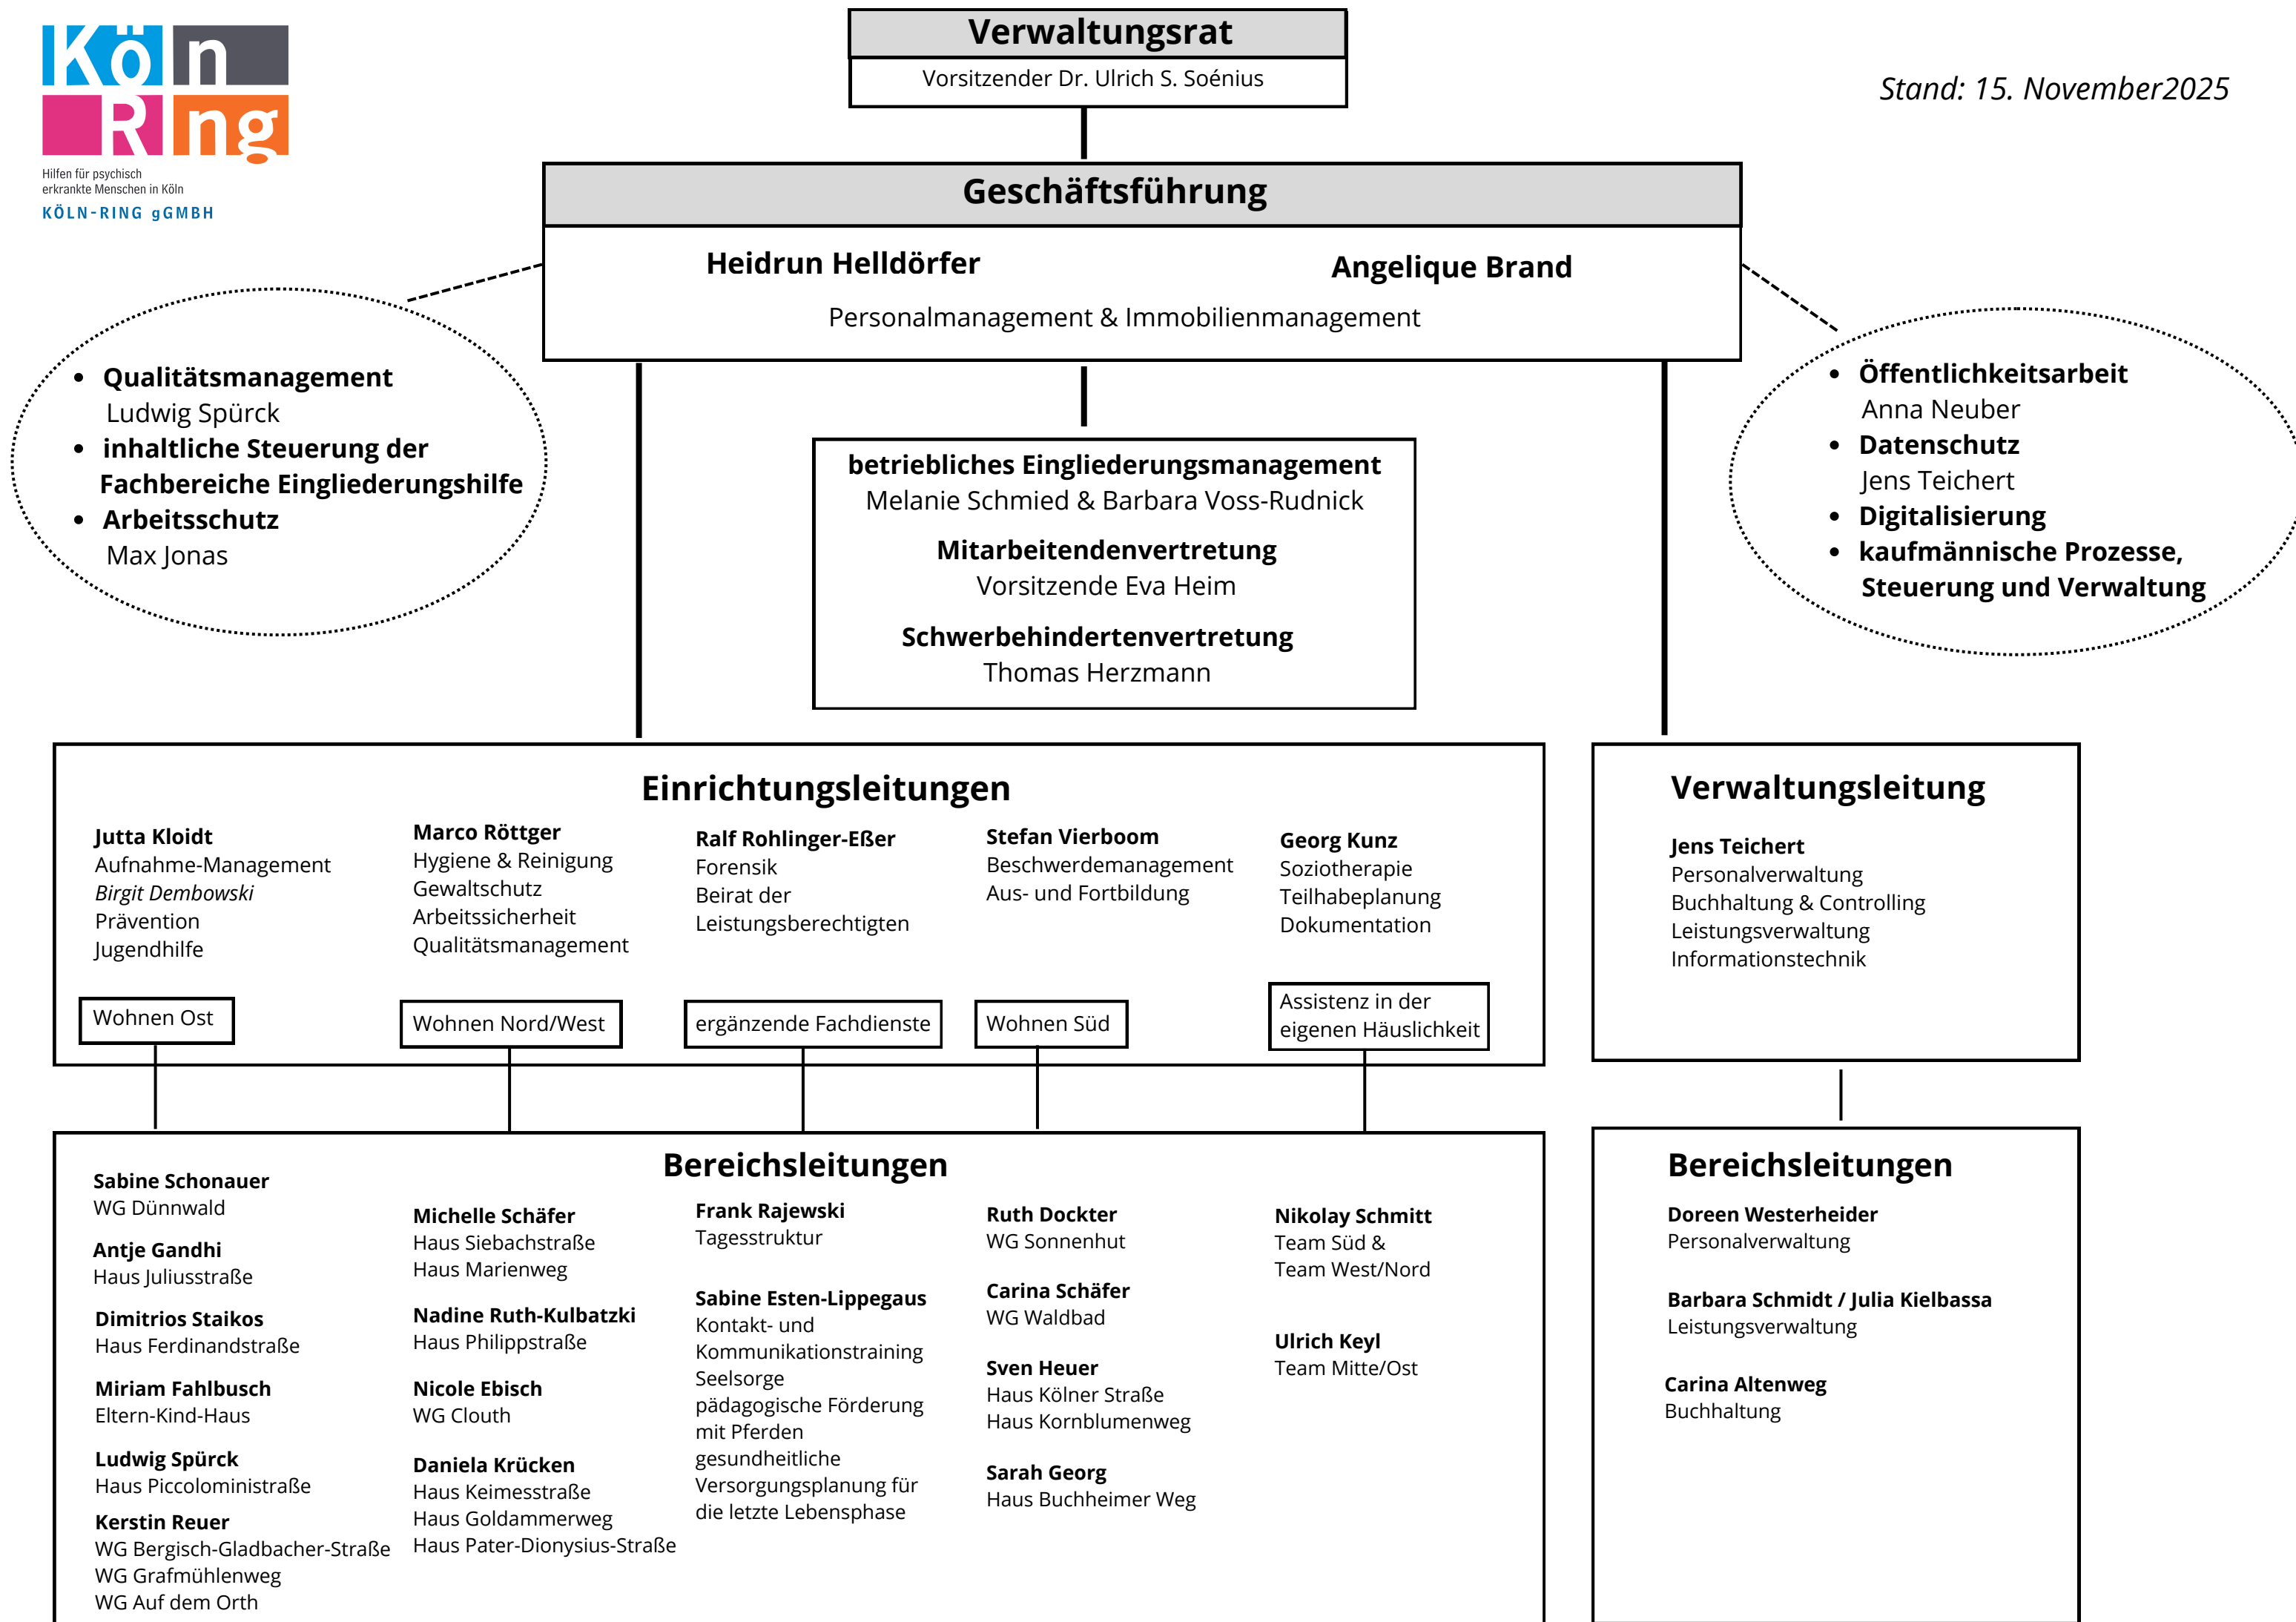 Köln
Ring
Hilfen für psychisch
erkrankte Menschen in Köln
KÖLN-RING gGMBH
Verwaltungsrat
Vorsitzender Dr. Ulrich S. Soénius
Stand: 15. November2025
Geschäftsführung
Heidrun Helldörfer
Angelique Brand
Personalmanagement & Immobilienmanagement
• Qualitätsmanagement
Ludwig Spürck
• inhaltliche Steuerung der
Fachbereiche Eingliederungshilfe
• Arbeitsschutz
Max Jonas
betriebliches Eingliederungsmanagement
Melanie Schmied & Barbara Voss-Rudnick
Mitarbeitendenvertretung
Vorsitzende Eva Heim
Schwerbehindertenvertretung
Thomas Herzmann
• Öffentlichkeitsarbeit
Anna Neuber
• Datenschutz
Jens Teichert
• Digitalisierung
• kaufmännische Prozesse,
Steuerung und Verwaltung
Einrichtungsleitungen
Jutta Kloidt
Aufnahme-Management
Birgit Dembowski
Prävention
Jugendhilfe
Wohnen Ost
Marco Röttger
Hygiene & Reinigung
Gewaltschutz
Arbeitssicherheit
Qualitätsmanagement
Wohnen Nord/West
Ralf Rohlinger-Eßer
Forensik
Beirat der
Leistungsberechtigten
ergänzende Fachdienste
Stefan Vierboom
Beschwerdemanagement
Aus- und Fortbildung
Wohnen Süd
Georg Kunz
Soziotherapie
Teilhabeplanung
Dokumentation
Assistenz in der
eigenen Häuslichkeit
Verwaltungsleitung
Jens Teichert
Personalverwaltung
Buchhaltung & Controlling
Leistungsverwaltung
Informationstechnik
Bereichsleitungen
Sabine Schonauer
WG Dünnwald
Antje Gandhi
Haus Juliusstraße
Dimitrios Staikos
Haus Ferdinandstraße
Miriam Fahlbusch
Eltern-Kind-Haus
Ludwig Spürck
Haus Piccoloministraße
Kerstin Reuer
WG Bergisch-Gladbacher-Straße
WG Grafmühlenweg
WG Auf dem Orth
Michelle Schäfer
Haus Siebachstraße
Haus Marienweg
Nadine Ruth-Kulbatzki
Haus Philippstraße
Nicole Ebisch
WG Clouth
Daniela Krücken
Haus Keimesstraße
Haus Goldammerweg
Haus Pater-Dionysius-Straße
Frank Rajewski
Tagesstruktur
Sabine Esten-Lippegaus
Kontakt- und
Kommunikationstraining
Seelsorge
pädagogische Förderung
mit Pferden
gesundheitliche
Versorgungsplanung für
die letzte Lebensphase
Ruth Dockter
WG Sonnenhut
Carina Schäfer
WG Waldbad
Sven Heuer
Haus Kölner Straße
Haus Kornblumenweg
Sarah Georg
Haus Buchheimer Weg
Nikolay Schmitt
Team Süd &
Team West/Nord
Ulrich Keyl
Team Mitte/Ost
Bereichsleitungen
Doreen Westerheider
Personalverwaltung
Barbara Schmidt / Julia Kielbassa
Leistungsverwaltung
Carina Altenweg
Buchhaltung